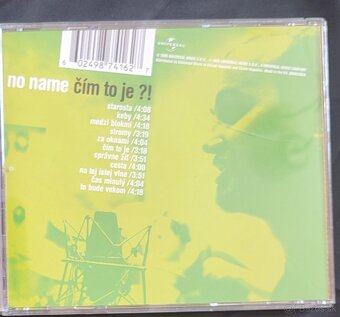 6 02498 74162 7
UNIVERSAL
no name čím to je ?!
starosta /4:08
keby /4:34
medzi blokmi /4:18
stromy /3:19
za oknami /4:04
čím to je /3:18
správne žiť /3:51
cesta /4:00
na tej istej vlne /3:51
čas minulý /4:04
to bude vekom /4:18